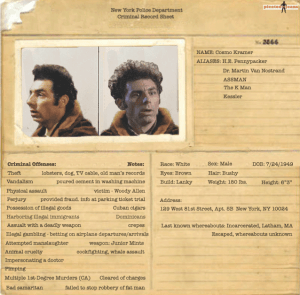 New York Police Department
Criminal Record Sheet
No. 2844
NAME: Cosmo Kramer
ALIASES: H.E. Pennypacker
Dr. Martin Van Nostrand
ASSMAN
The K Man
Kessler
Criminal Offenses: Notes:
Theft lobsters, dog, TV cable, old man's records
Vandalism poured cement in washing machine
Physical assault victim - Woody Allen
Perjury provided fraud. info at parking ticket trial
Possession of illegal goods Cuban cigars
Harboring illegal immigrants Dominicans
Assault with a deadly weapon crepes
Illegal gambling - betting on airplane departures/arrivals
Attempted manslaughter weapon: Junior Mints
Animal cruelty cockfighting, whale assault
Impersonating a doctor
Pimping
Multiple 1st-Degree Murders (CA) Cleared of charges
Bad samaritan failed to stop robbery of fat man
Race: White Sex: Male DOB: 7/24/1949
Eyes: Brown Hair: Bushy
Build: Lanky Weight: 180 lbs. Height: 6'3"
Address:
129 West 81st Street, Apt. 5B New York, NY 10024
Last known whereabouts: Incarcerated, Latham, MA
Escaped, whereabouts unknown